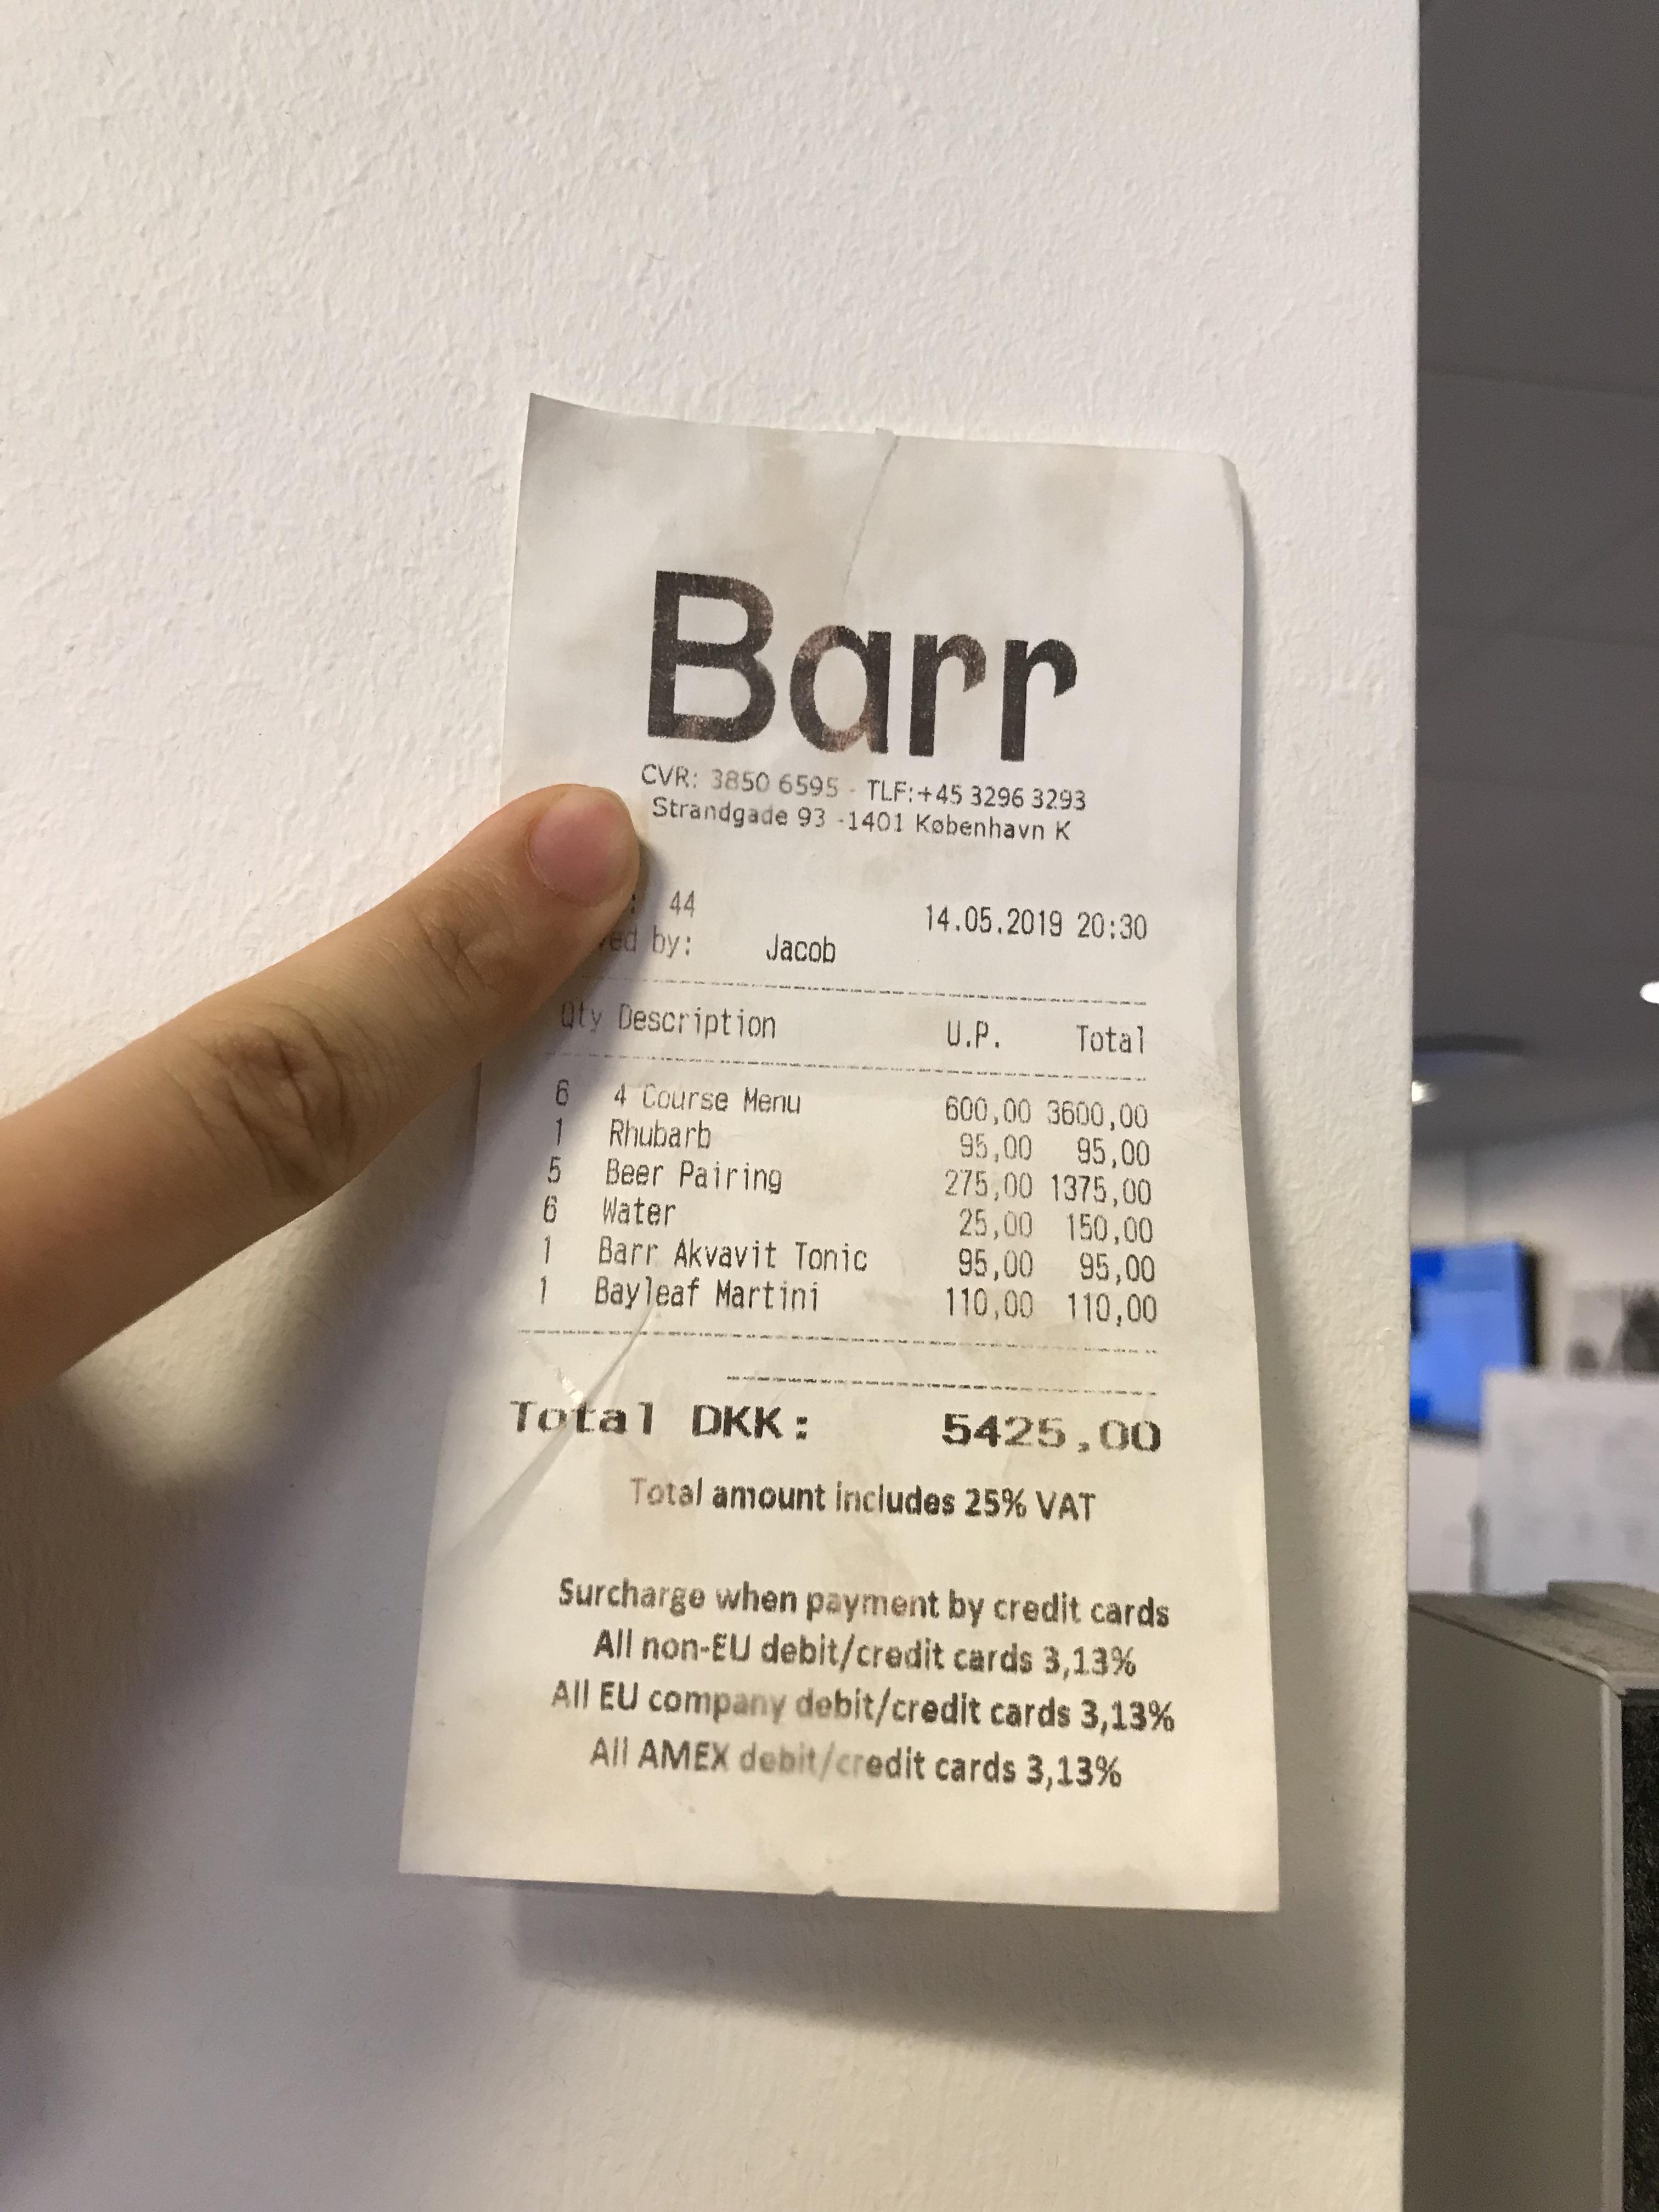 Barr
CVR: 3850 6595 - TLF:+45 3296 3293
Strandgade 93 -1401 København K
: 44 14.05.2019 20:30
by: Jacob
Qty Description U.P. Total
6 4 Course Menu 600,00 3600,00
1 Rhubarb 95,00 95,00
5 Beer Pairing 275,00 1375,00
6 Water 25,00 150,00
1 Barr Akvavit Tonic 95,00 95,00
1 Bayleaf Martini 110,00 110,00
Total DKK: 5425,00
Total amount includes 25% VAT
Surcharge when payment by credit cards
All non-EU debit/credit cards 3,13%
All EU company debit/credit cards 3,13%
All AMEX debit/credit cards 3,13%